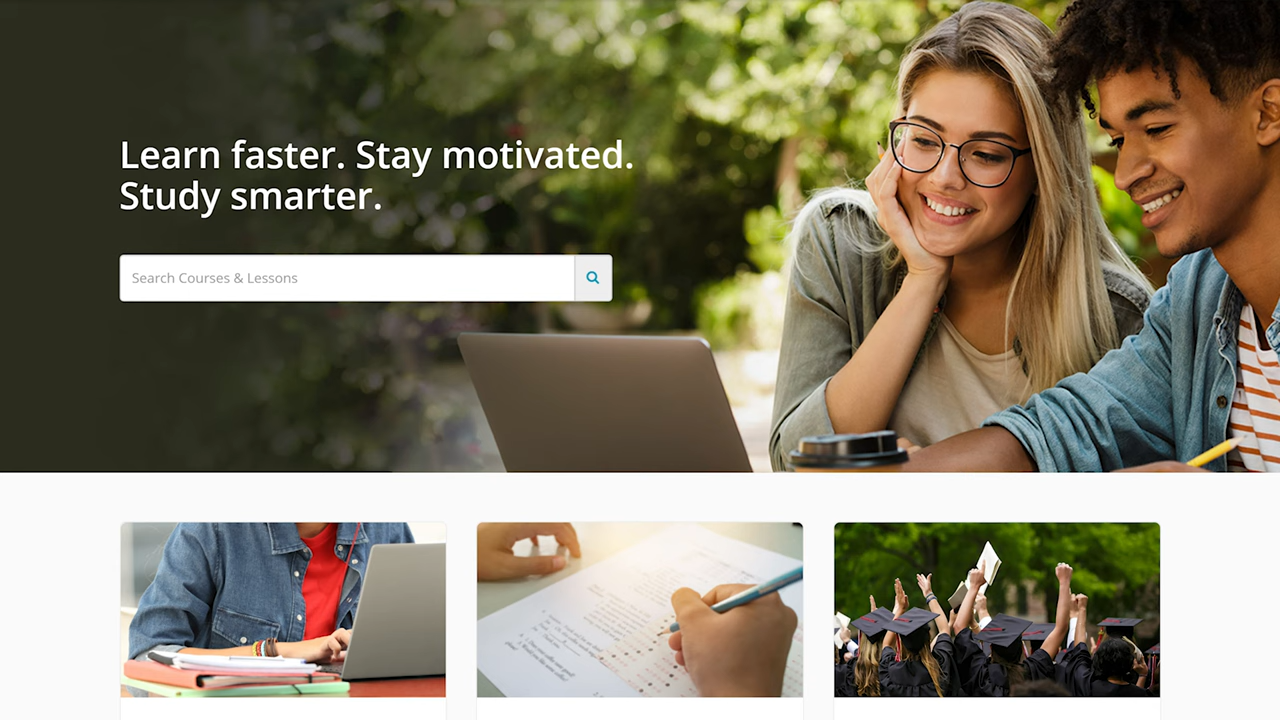 Learn faster. Stay motivated.
Study smarter.
Search Courses & Lessons